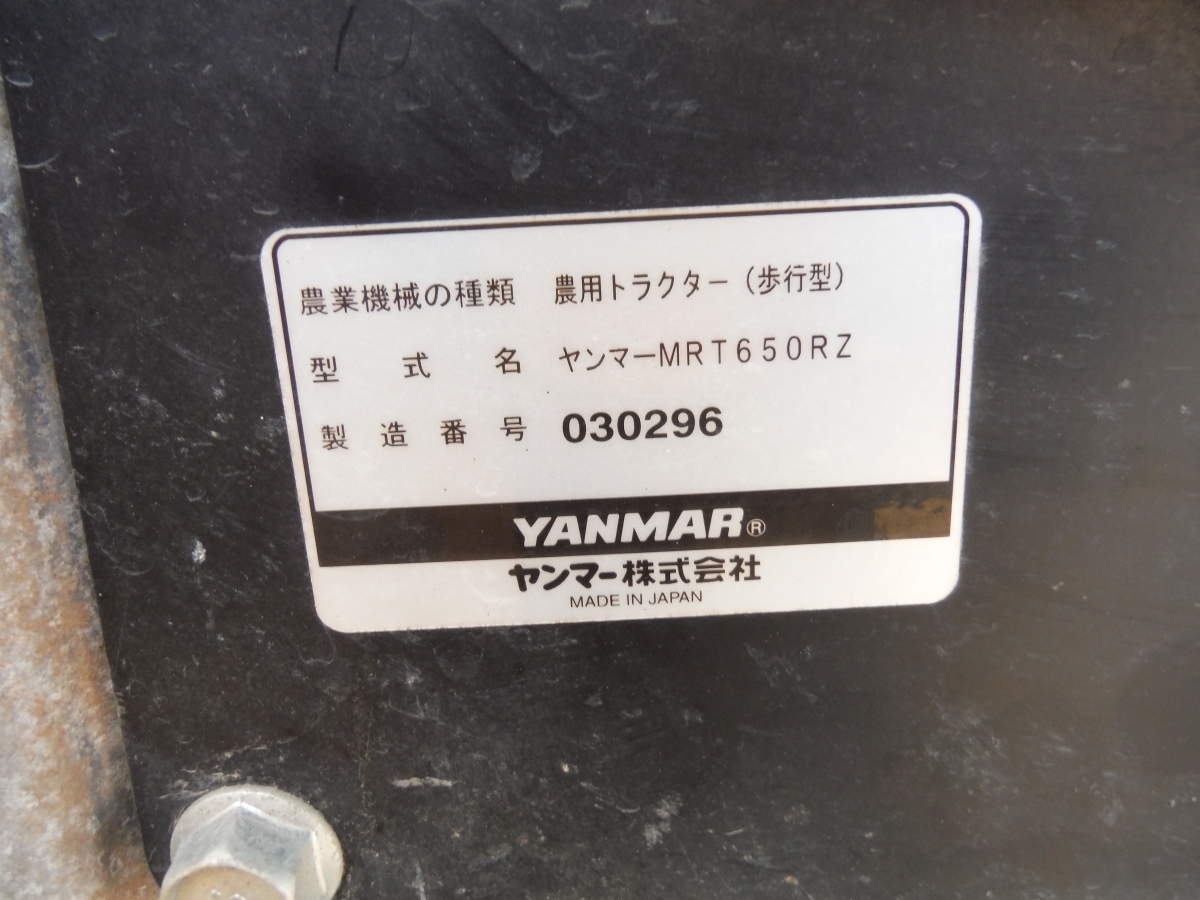 農業機械の種類 農用トラクター(歩行型)
型式名 ヤンマーMRT650RZ
製造番号 030296
YANMAR®
ヤンマー株式会社
MADE IN JAPAN